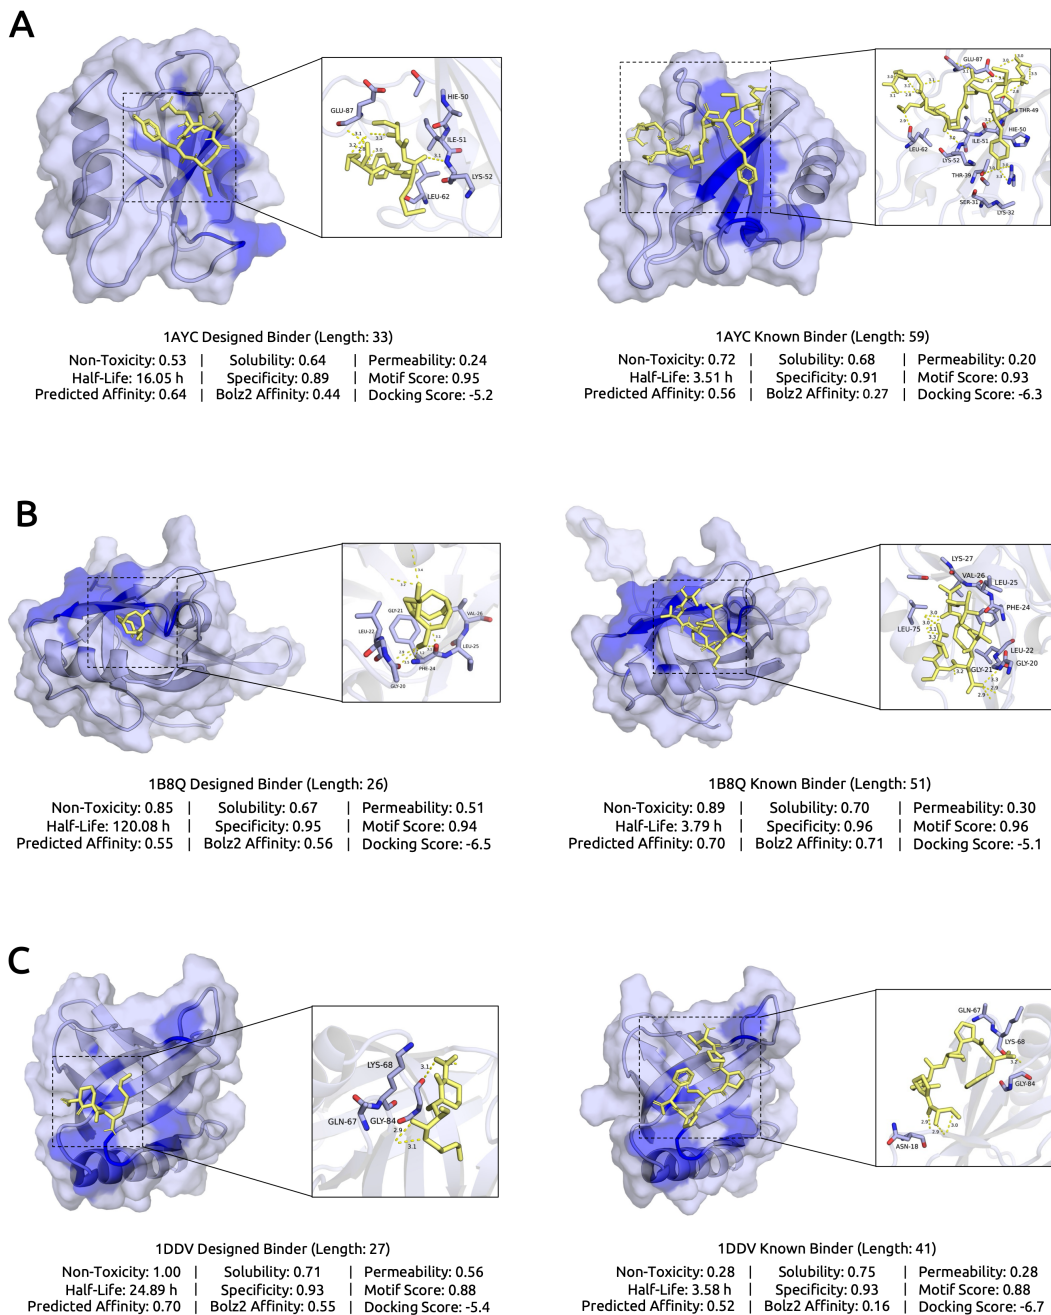 A
GLU-87
HIE-50
ILE-51
LYS-52
LEU-62
GLU-87
THR-49
HIE-50
ILE-51
LEU-62
LYS-52
THR-39
SER-31
LYS-32
1AYC Designed Binder (Length: 33)
Non-Toxicity: 0.53 | Solubility: 0.64 | Permeability: 0.24
Half-Life: 16.05 h | Specificity: 0.89 | Motif Score: 0.95
Predicted Affinity: 0.64 | Bolz2 Affinity: 0.44 | Docking Score: -5.2
1AYC Known Binder (Length: 59)
Non-Toxicity: 0.72 | Solubility: 0.68 | Permeability: 0.20
Half-Life: 3.51 h | Specificity: 0.91 | Motif Score: 0.93
Predicted Affinity: 0.56 | Bolz2 Affinity: 0.27 | Docking Score: -6.3
B
GLY-21
VAL-26
LEU-22
LEU-25
PHE-24
GLY-20
LYS-27
VAL-26
LEU-25
PHE-24
LEU-75
LEU-22
GLY-21
GLY-20
1B8Q Designed Binder (Length: 26)
Non-Toxicity: 0.85 | Solubility: 0.67 | Permeability: 0.51
Half-Life: 120.08 h | Specificity: 0.95 | Motif Score: 0.94
Predicted Affinity: 0.55 | Bolz2 Affinity: 0.56 | Docking Score: -6.5
1B8Q Known Binder (Length: 51)
Non-Toxicity: 0.89 | Solubility: 0.70 | Permeability: 0.30
Half-Life: 3.79 h | Specificity: 0.96 | Motif Score: 0.96
Predicted Affinity: 0.70 | Bolz2 Affinity: 0.71 | Docking Score: -5.1
C
LYS-68
3.1
GLN-67
GLY-84
2.9
3.1
GLN-67
LYS-68
3.2
GLY-84
2.9
2.9
3.0
ASN-18
1DDV Designed Binder (Length: 27)
Non-Toxicity: 1.00 | Solubility: 0.71 | Permeability: 0.56
Half-Life: 24.89 h | Specificity: 0.93 | Motif Score: 0.88
Predicted Affinity: 0.70 | Bolz2 Affinity: 0.55 | Docking Score: -5.4
1DDV Known Binder (Length: 41)
Non-Toxicity: 0.28 | Solubility: 0.75 | Permeability: 0.28
Half-Life: 3.58 h | Specificity: 0.93 | Motif Score: 0.88
Predicted Affinity: 0.52 | Bolz2 Affinity: 0.16 | Docking Score: -6.7